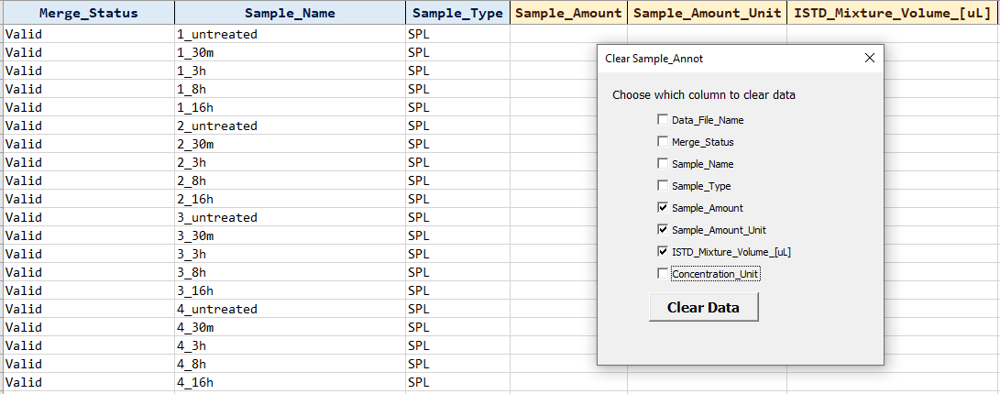 Merge_Status Sample_Name Sample_Type Sample_Amount Sample_Amount_Unit ISTD_Mixture_Volume_[uL]
Valid 1_untreated SPL
Valid 1_30m SPL
Valid 1_3h SPL
Valid 1_8h SPL
Valid 1_16h SPL
Valid 2_untreated SPL
Valid 2_30m SPL
Valid 2_3h SPL
Valid 2_8h SPL
Valid 2_16h SPL
Valid 3_untreated SPL
Valid 3_30m SPL
Valid 3_3h SPL
Valid 3_8h SPL
Valid 3_16h SPL
Valid 4_untreated SPL
Valid 4_30m SPL
Valid 4_3h SPL
Valid 4_8h SPL
Valid 4_16h SPL
Clear Sample_Annot
Choose which column to clear data
Data_File_Name
Merge_Status
Sample_Name
Sample_Type
Sample_Amount
Sample_Amount_Unit
ISTD_Mixture_Volume_[uL]
Concentration_Unit
Clear Data